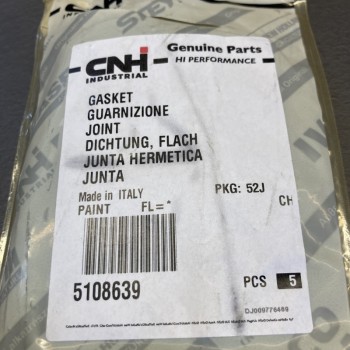 CNH
INDUSTRIAL
Genuine Parts
HI PERFORMANCE
GASKET
GUARNIZIONE
JOINT
DICHTUNG, FLACH
JUNTA HERMETICA
JUNTA
Made in ITALY
PKG: 52J
PAINT FL=*
CH
5108639
PCS 5
DJ009776488